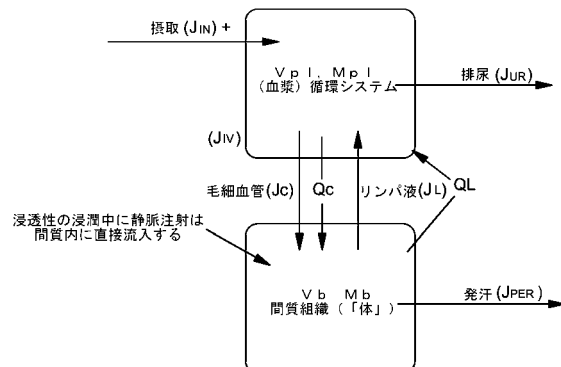 摂取 (JIN) +
Vpl, Mpl
(血漿) 循環システム
排尿 (JUR)
(JIV)
毛細血管 (Jc)
Qc
リンパ液 (JL)
QL
浸透性の浸潤中に静脈注射は
間質内に直接流入する
Vb Mb
間質組織 (「体」)
発汗 (JPER)